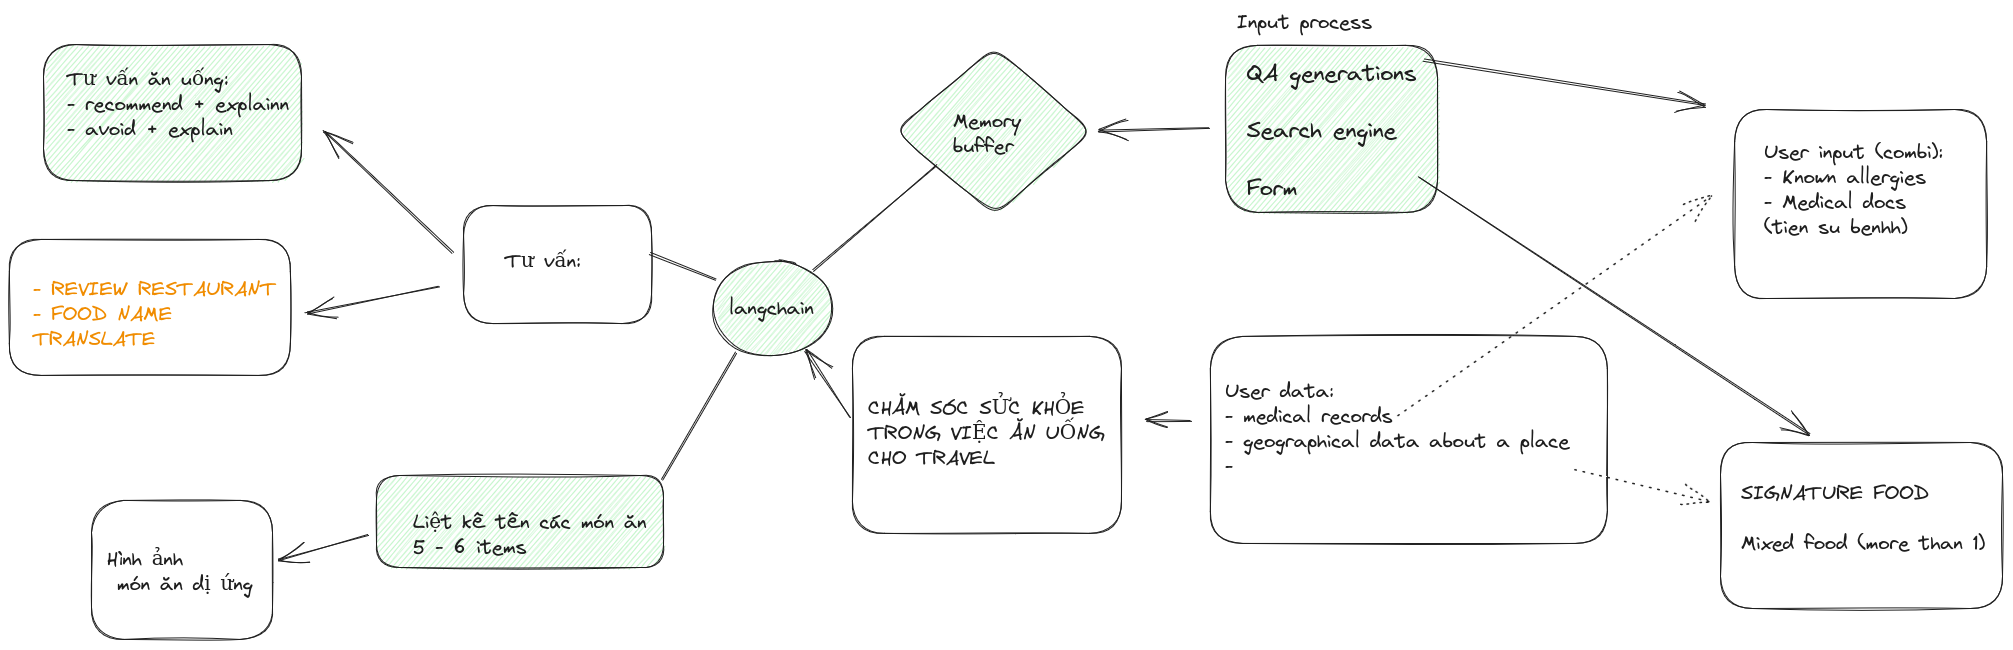 Input process
QA generations
Search engine
Form
Memory
buffer
Tư vấn ăn uống:
- recommend + explainn
- avoid + explain
User input (combi):
- Known allergies
- Medical docs
(tien su benhh)
Tư vấn:
- REVIEW RESTAURANT
- FOOD NAME
TRANSLATE
langchain
CHĂM SÓC SỨC KHỎE
TRONG VIỆC ĂN UỐNG
CHO TRAVEL
User data:
- medical records
- geographical data about a place
-
SIGNATURE FOOD
Mixed food (more than 1)
Liệt kê tên các món ăn
5 - 6 items
Hình ảnh
món ăn dị ứng